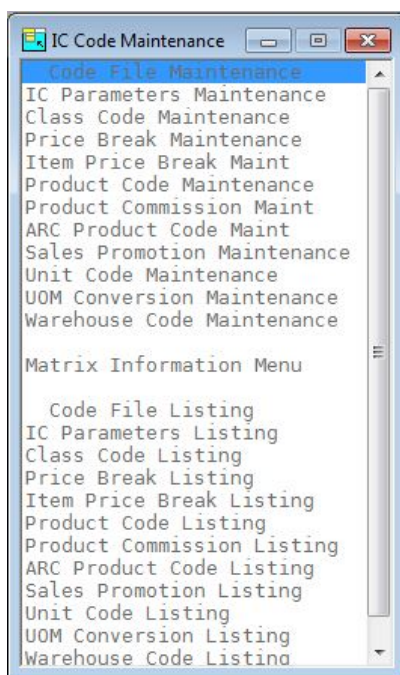 IC Code Maintenance
Code File Maintenance
IC Parameters Maintenance
Class Code Maintenance
Price Break Maintenance
Item Price Break Maint
Product Code Maintenance
Product Commission Maint
ARC Product Code Maint
Sales Promotion Maintenance
Unit Code Maintenance
UOM Conversion Maintenance
Warehouse Code Maintenance
Matrix Information Menu
Code File Listing
IC Parameters Listing
Class Code Listing
Price Break Listing
Item Price Break Listing
Product Code Listing
Product Commission Listing
ARC Product Code Listing
Sales Promotion Listing
Unit Code Listing
UOM Conversion Listing
Warehouse Code Listing